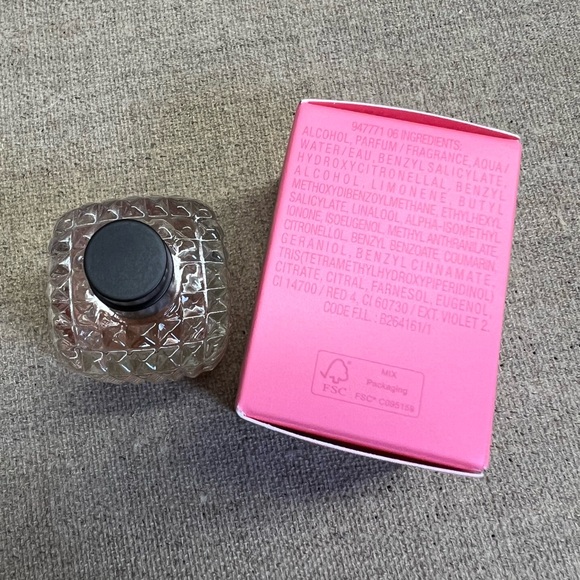 947771 06 INGREDIENTS:
ALCOHOL, PARFUM / FRAGRANCE, AQUA /
WATER / EAU, BENZYL SALICYLATE,
HYDROXYCITRONELLAL, BENZYL
ALCOHOL, LIMONENE, BUTYL
METHOXYDIBENZOYLMETHANE, ETHYLHEXYL
SALICYLATE, LINALOOL, ALPHA-ISOMETHYL
IONONE, ISOEUGENOL, METHYL ANTHRANILATE,
CITRONELLOL, BENZYL BENZOATE, COUMARIN,
GERANIOL, BENZYL CINNAMATE,
TRIS(TETRAMETHYLHYDROXYPIPERIDINOL)
CITRATE, CITRAL, FARNESOL, EUGENOL,
CI 14700 / RED 4, CI 60730 / EXT. VIOLET 2.
CODE F.I.L. : B264161/1
FSC
MIX
Packaging
FSC® C095159